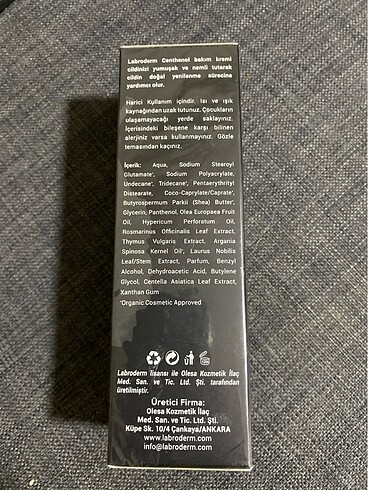 Labroderm Centhenol bakım kremi
cildinizi yumuşak ve nemli tutarak
cildin doğal yenilenme sürecine
yardımcı olur.
Harici Kullanım içindir. Isı ve ışık
kaynağından uzak tutunuz. Çocukların
ulaşamayacağı yerde saklayınız.
İçerisindeki bileşene karşı bilinen
alerjiniz varsa kullanmayınız. Gözle
temasından kaçınız.
İçerik: Aqua, Sodium Stearoyl
Glutamate*, Sodium Polyacrylate,
Undecane*, Tridecane*, Pentaerythrityl
Distearate, Coco-Caprylate/Caprate*,
Butyrospermum Parkii (Shea) Butter*,
Glycerin, Panthenol, Olea Europaea Fruit
Oil, Hypericum Perforatum Oil,
Rosmarinus Officinalis Leaf Extract,
Thymus Vulgaris Extract, Argania
Spinosa Kernel Oil*, Laurus Nobilis
Leaf/Stem Extract, Parfum, Benzyl
Alcohol, Dehydroacetic Acid, Butylene
Glycol, Centella Asiatica Leaf Extract,
Xanthan Gum
*Organic Cosmetic Approved
Labroderm lisansı ile Olesa Kozmetik İlaç
Med. San. ve Tic. Ltd. Şti. tarafından
üretilmiştir.
Üretici Firma:
Olesa Kozmetik İlaç
Med. San. ve Tic. Ltd. Şti.
Küpe Sk. 10/4 Çankaya/ANKARA
www.labroderm.com
info@labroderm.com